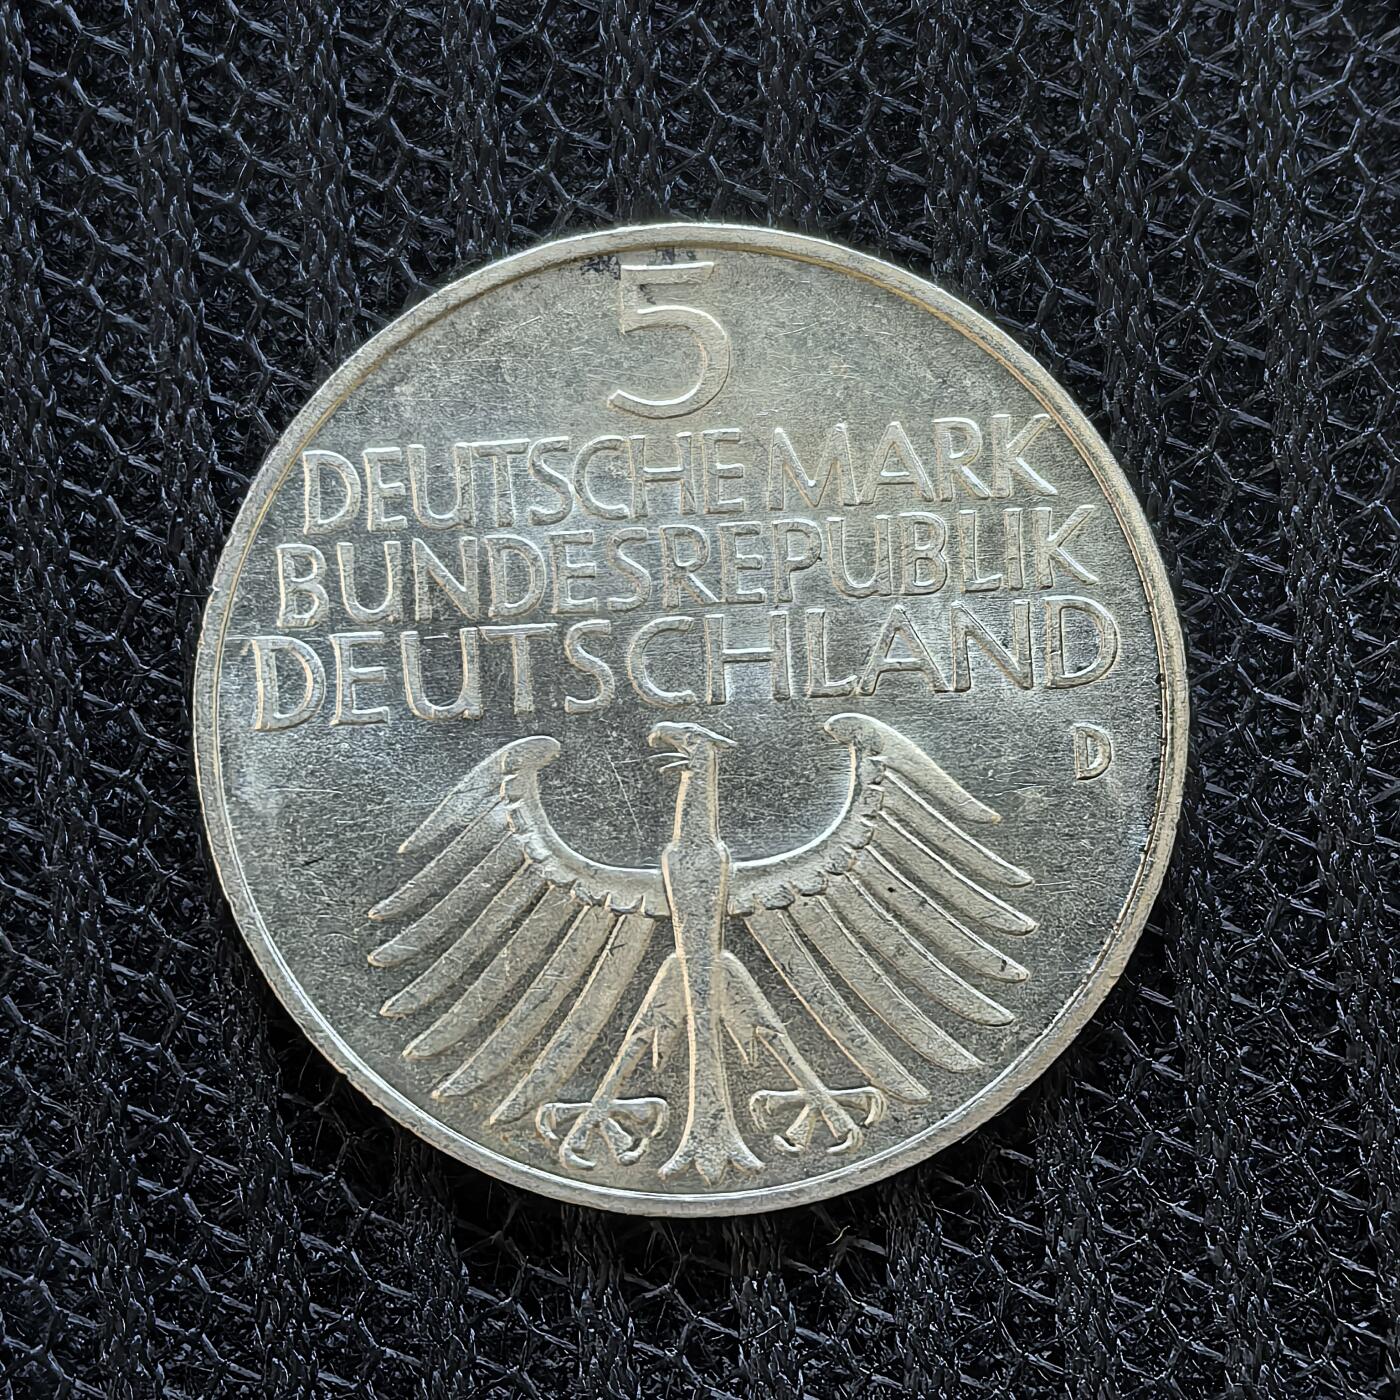 5
DEUTSCHE MARK
BUNDESREPUBLIK
DEUTSCHLAND
D